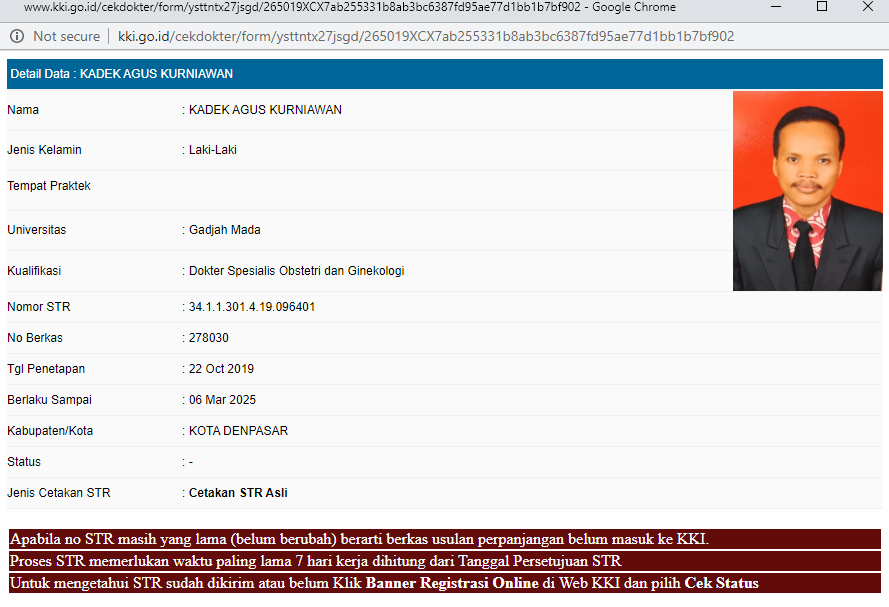 www.kki.go.id/cekdokter/form/ysttntx27jsgd/265019XCX7ab255331b8ab3bc6387fd95ae77d1bb1b7bf902 - Google Chrome
Not secure | kki.go.id/cekdokter/form/ysttntx27jsgd/265019XCX7ab255331b8ab3bc6387fd95ae77d1bb1b7bf902
Detail Data : KADEK AGUS KURNIAWAN
Nama : KADEK AGUS KURNIAWAN
Jenis Kelamin : Laki-Laki
Tempat Praktek
Universitas : Gadjah Mada
Kualifikasi : Dokter Spesialis Obstetri dan Ginekologi
Nomor STR : 34.1.1.301.4.19.096401
No Berkas : 278030
Tgl Penetapan : 22 Oct 2019
Berlaku Sampai : 06 Mar 2025
Kabupaten/Kota : KOTA DENPASAR
Status : -
Jenis Cetakan STR : Cetakan STR Asli
Apabila no STR masih yang lama (belum berubah) berarti berkas usulan perpanjangan belum masuk ke KKI.
Proses STR memerlukan waktu paling lama 7 hari kerja dihitung dari Tanggal Persetujuan STR
Untuk mengetahui STR sudah dikirim atau belum Klik Banner Registrasi Online di Web KKI dan pilih Cek Status